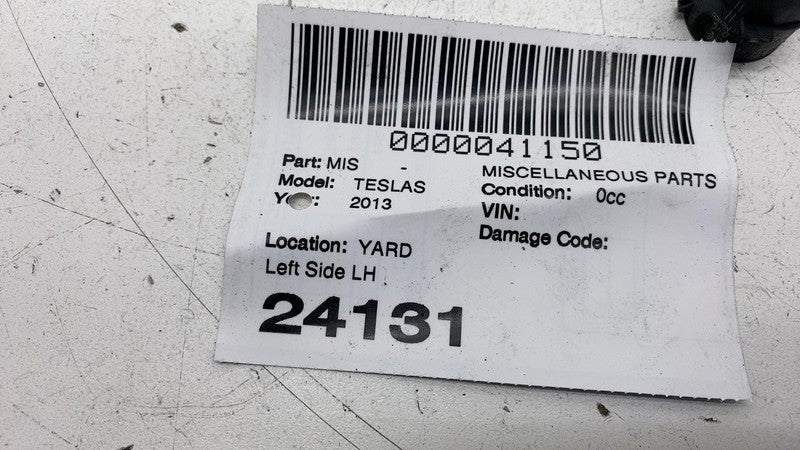 0000041150
Part: MIS - MISCELLANEOUS PARTS
Model: TESLAS Condition: 0cc
Year: 2013 VIN:
Location: YARD Damage Code:
Left Side LH
24131